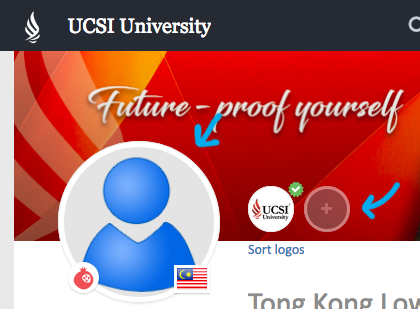 UCSI University
Future - proof yourself
UCSI
University
Sort logos
Tong Kong Low